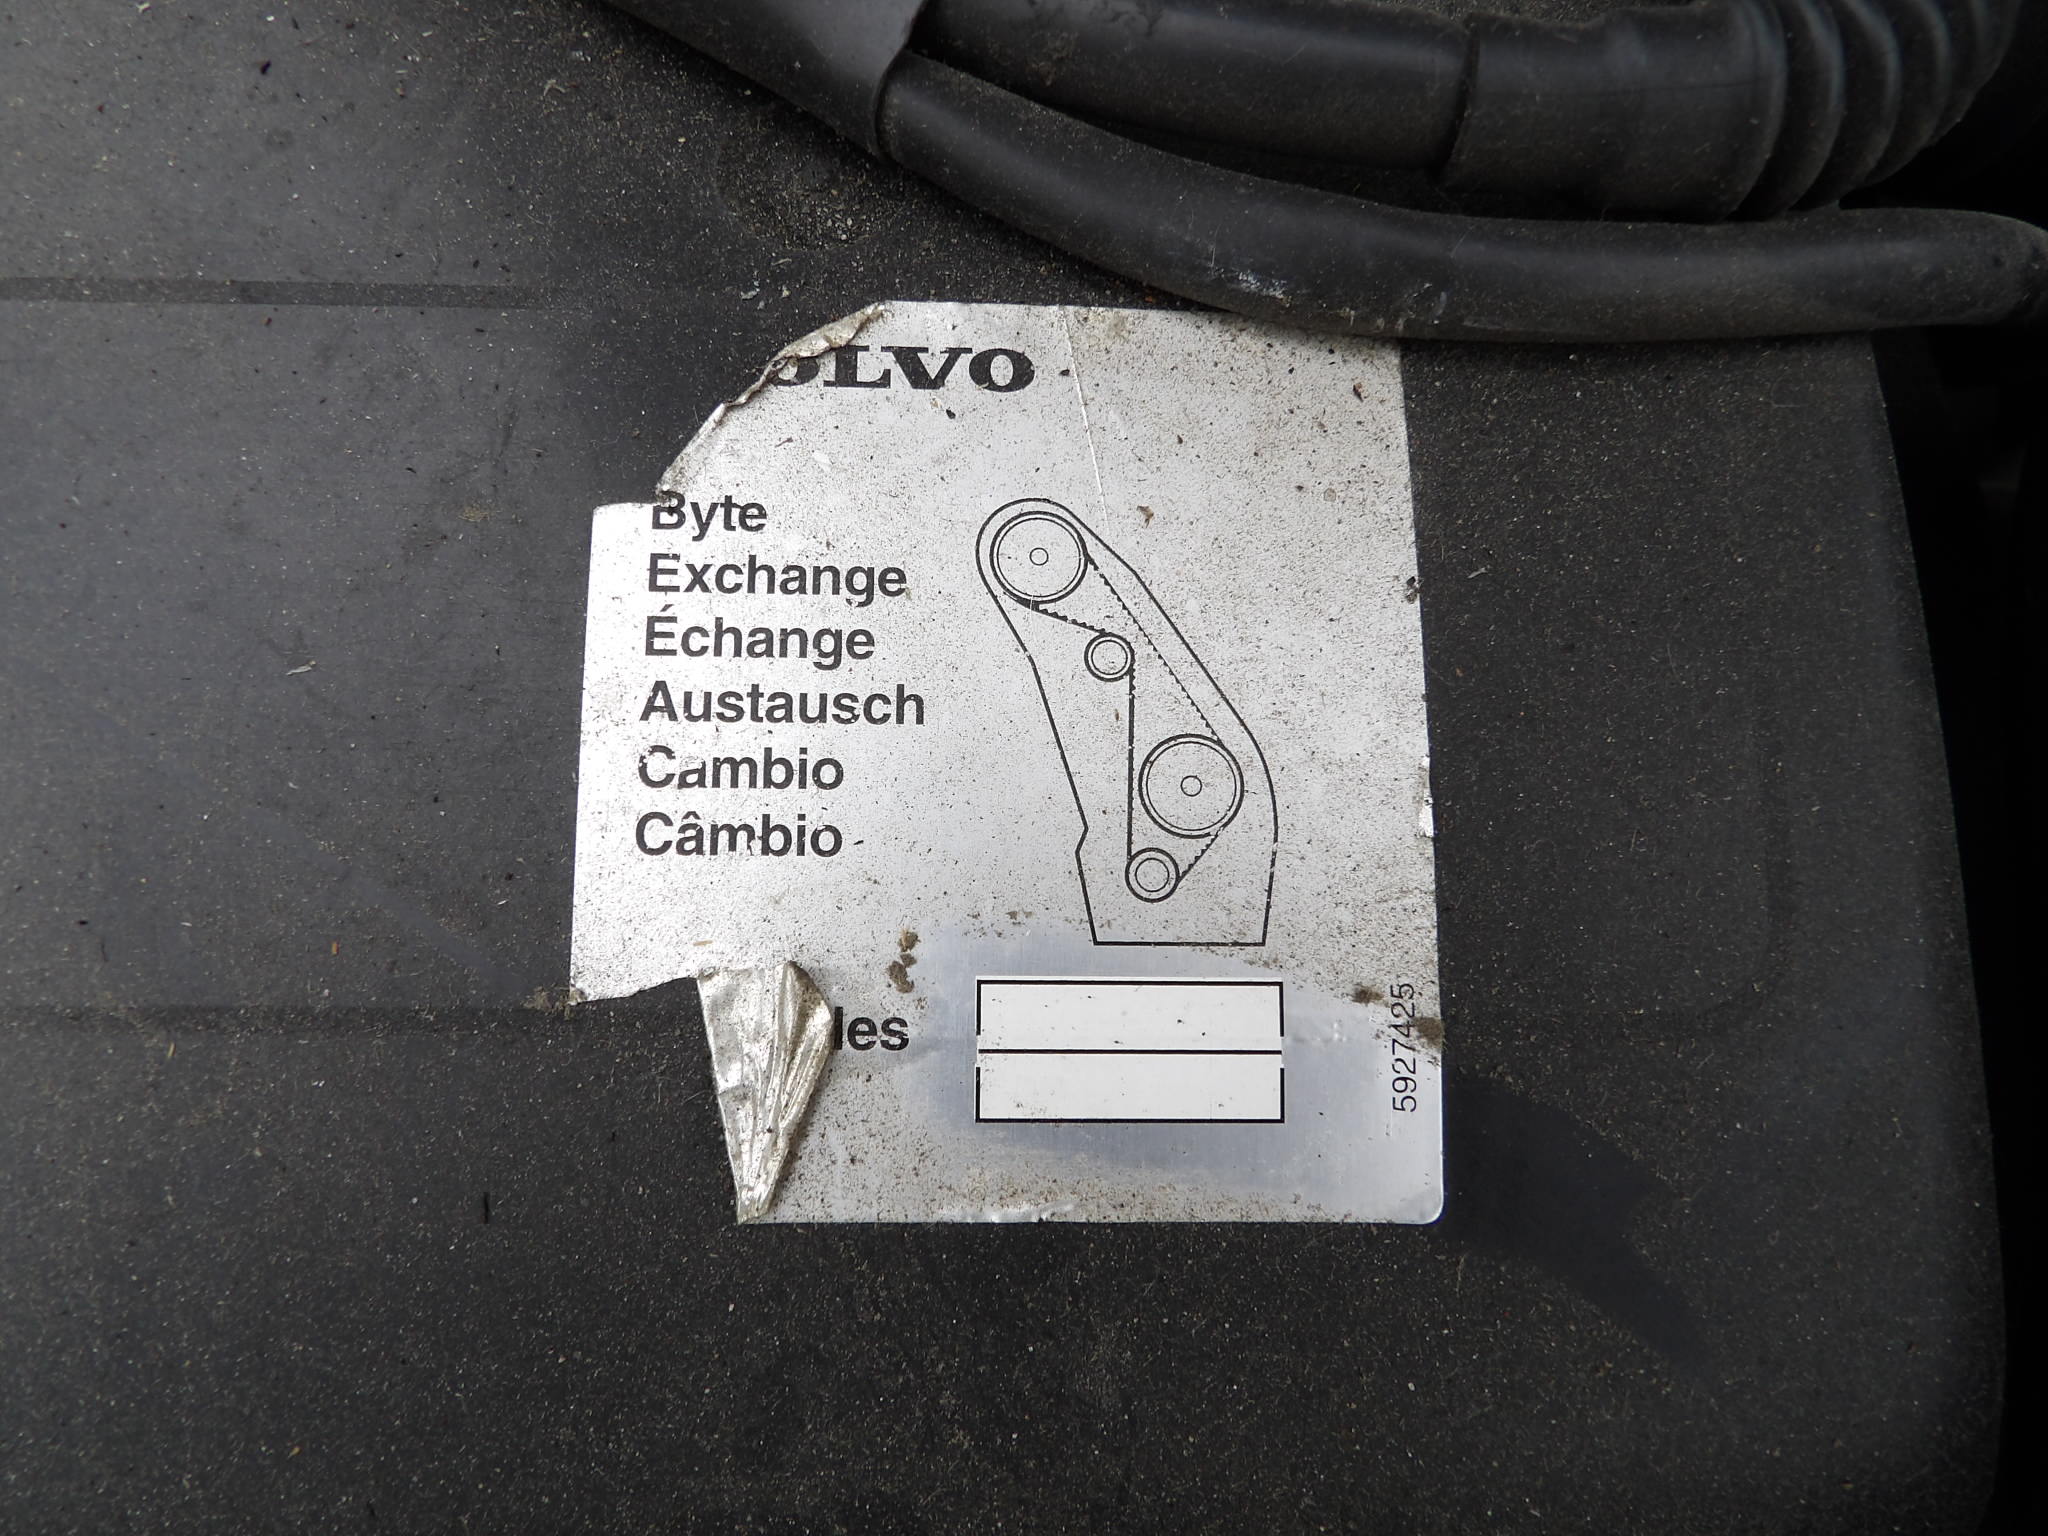 OLVO
Byte
Exchange
Échange
Austausch
Cambio
Câmbio
les
5927425